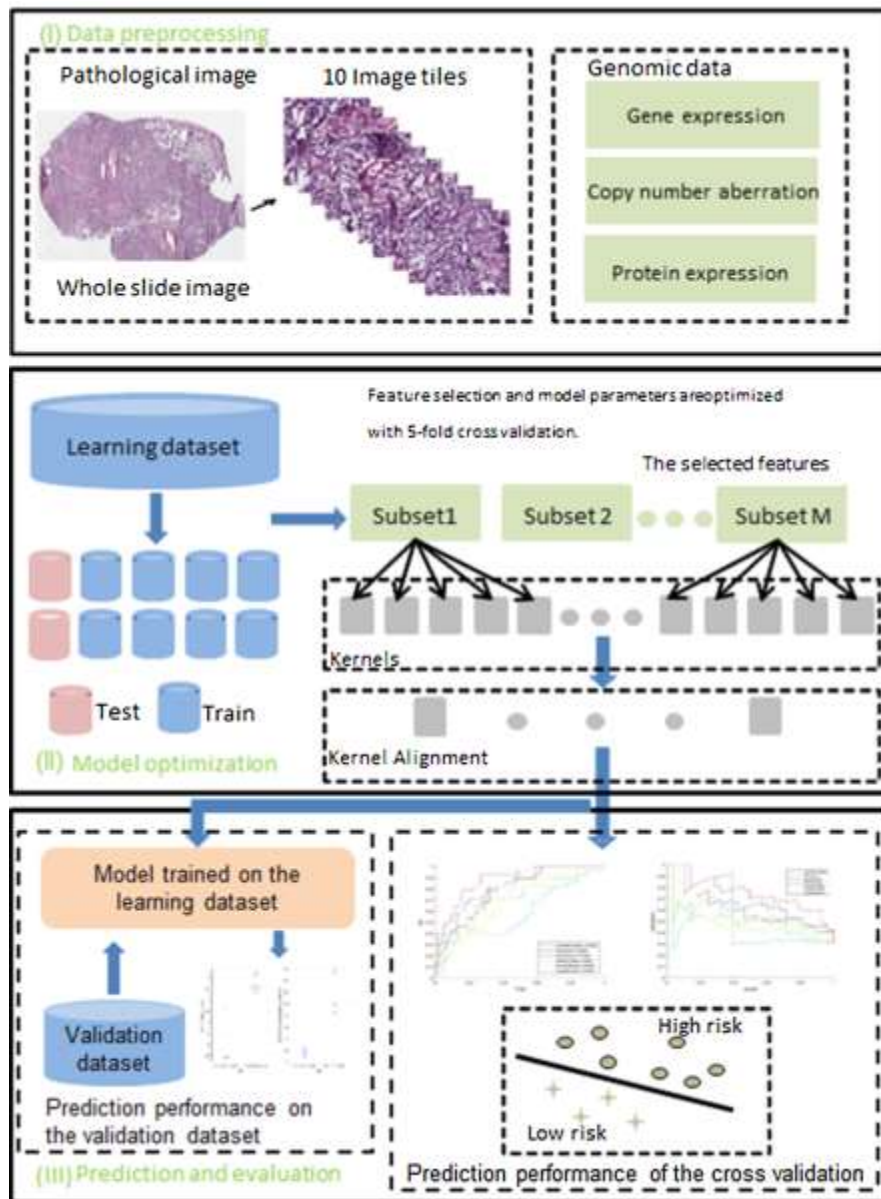 (I) Data preprocessing
Pathological image
10 Image tiles
Whole slide image
Genomic data
Gene expression
Copy number aberration
Protein expression
Learning dataset
Feature selection and model parameters areoptimized
with 5-fold cross validation.
The selected features
Subset1
Subset 2
Subset M
Kernels
Test
Train
Kernel Alignment
(II) Model optimization
Model trained on the
learning dataset
Validation
dataset
Prediction performance on
the validation dataset
(III) Prediction and evaluation
High risk
Low risk
Prediction performance of the cross validation